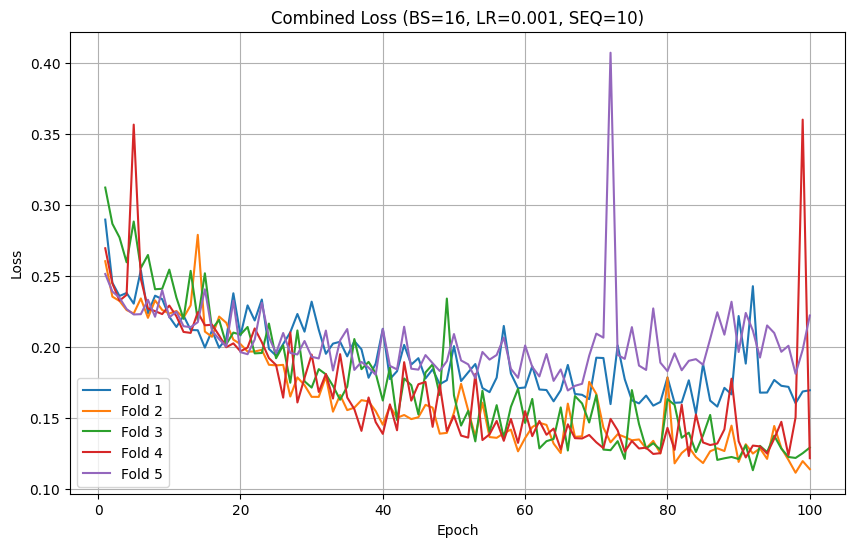 Combined Loss (BS=16, LR=0.001, SEQ=10)
Loss
0.40
0.35
0.30
0.25
0.20
0.15
0.10
Fold 1
Fold 2
Fold 3
Fold 4
Fold 5
0
20
40
60
80
100
Epoch